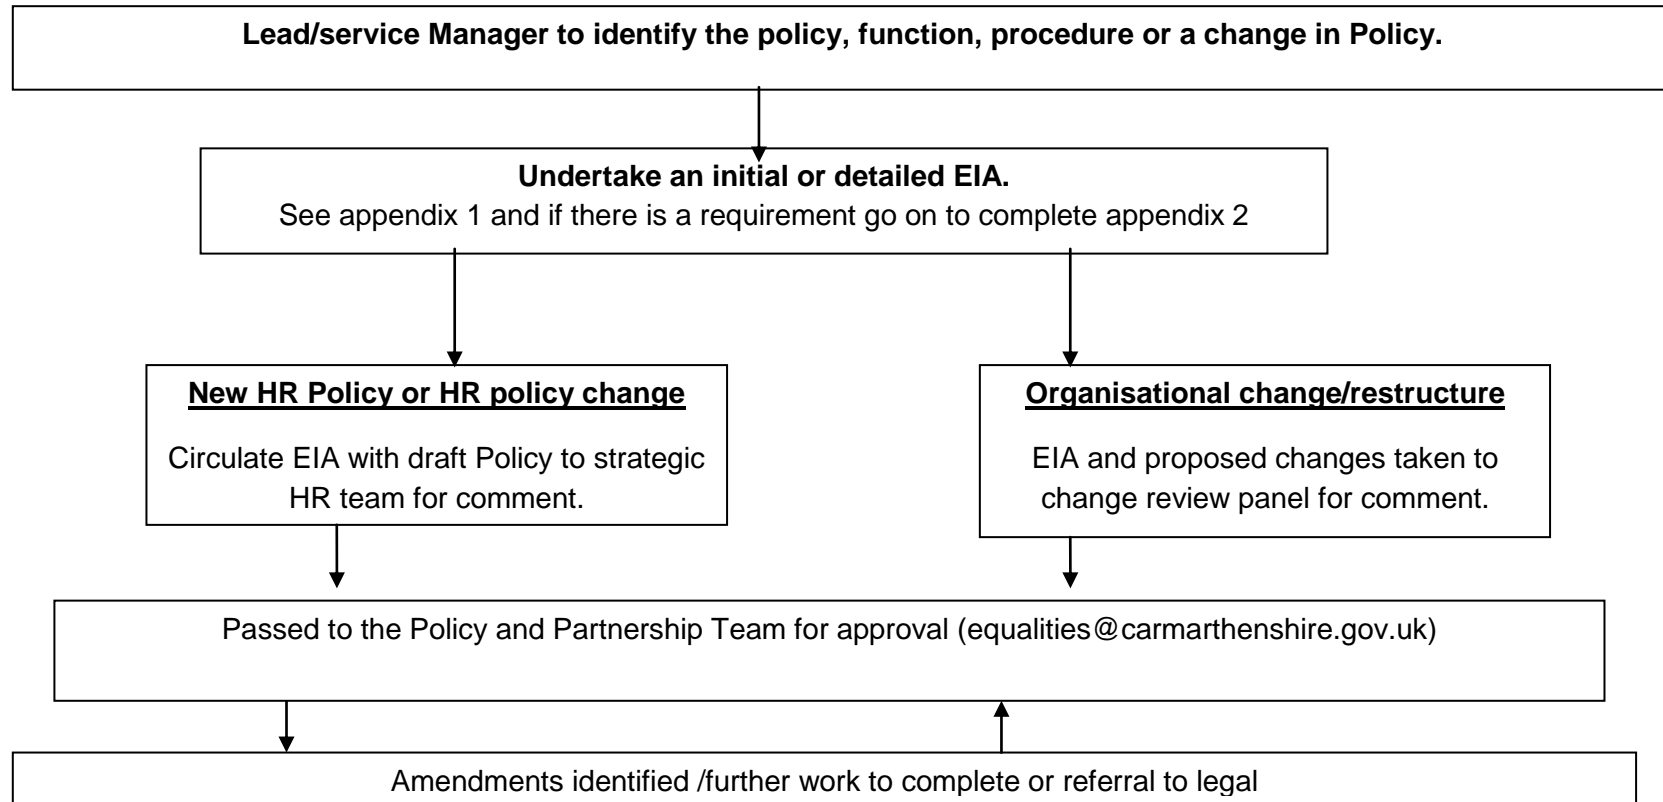 Lead/service Manager to identify the policy, function, procedure or a change in Policy.
Undertake an initial or detailed EIA.
See appendix 1 and if there is a requirement go on to complete appendix 2
New HR Policy or HR policy change
Circulate EIA with draft Policy to strategic
HR team for comment.
Organisational change/restructure
EIA and proposed changes taken to
change review panel for comment.
Passed to the Policy and Partnership Team for approval (equalities@carmarthenshire.gov.uk)
Amendments identified /further work to complete or referral to legal